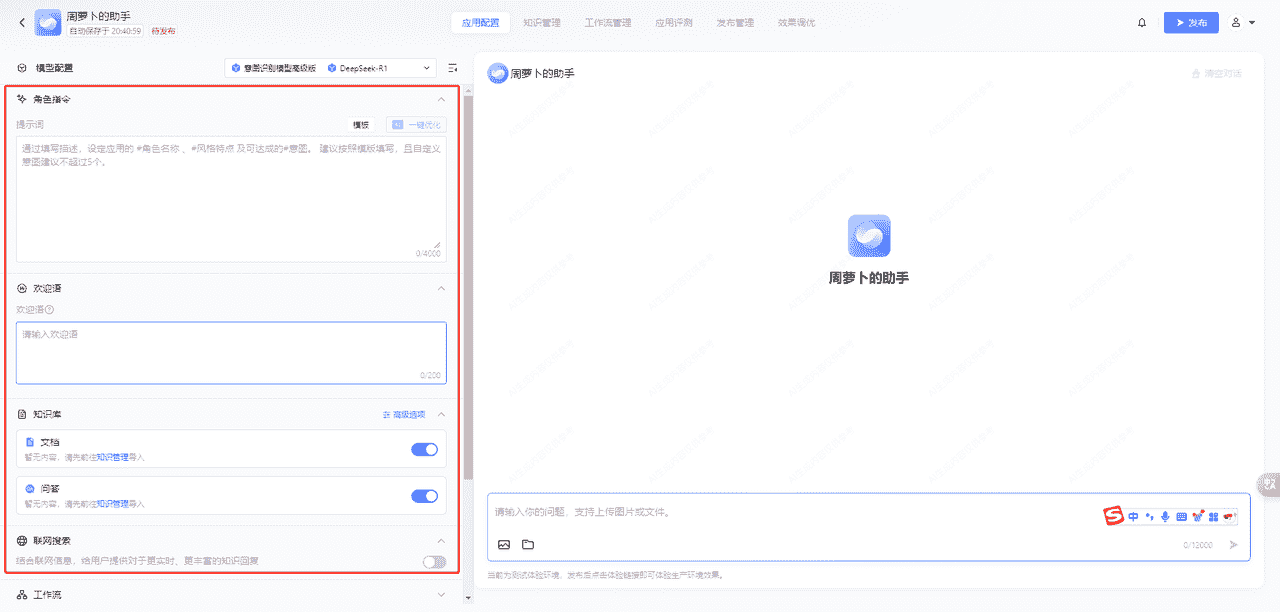 周萝卜的助手
自动保存于 20:40:59 待发布
应用配置 知识管理 工作流管理 应用评测 发布管理 效果调优
发布
模型配置
意图识别模型高级版 DeepSeek-R1
角色指令
提示词
模板
一键优化
通过填写描述，设定应用的 #角色名称 、#风格特点 及可达成的#意图。 建议按照模版填写，且自定义
意图建议不超过5个。
0/4000
欢迎语
欢迎语
请输入欢迎语
0/200
知识库
高级选项
文档
暂无内容，请先前往知识管理导入
问答
暂无内容，请先前往知识管理导入
联网搜索
结合联网信息，给用户提供对于更实时、更丰富的知识回复
工作流
周萝卜的助手
清空对话
周萝卜的助手
请输入你的问题，支持上传图片或文件。
中
0/12000
当前为测试体验环境，发布后点击体验链接即可体验生产环境效果。